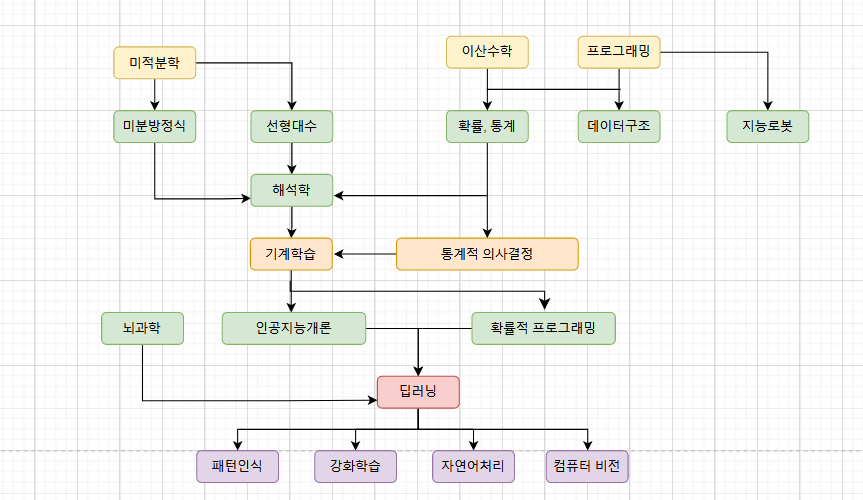 미적분학
이산수학
프로그래밍
미분방정식
선형대수
확률, 통계
데이터구조
지능로봇
해석학
기계학습
통계적 의사결정
뇌과학
인공지능개론
확률적 프로그래밍
딥러닝
패턴인식
강화학습
자연어처리
컴퓨터 비전